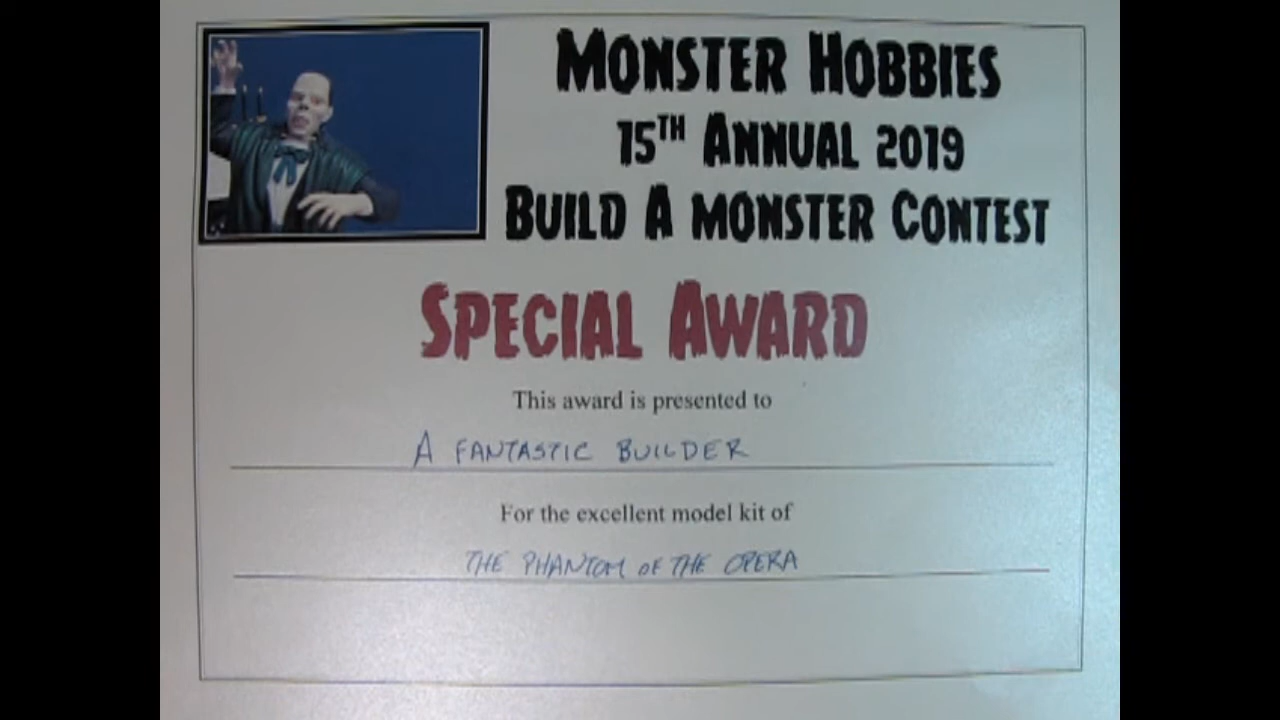 MONSTER HOBBIES
15TH ANNUAL 2019
BUILD A MONSTER CONTEST
SPECIAL AWARD
This award is presented to
A FANTASTIC BUILDER
For the excellent model kit of
THE PHANTOM OF THE OPERA